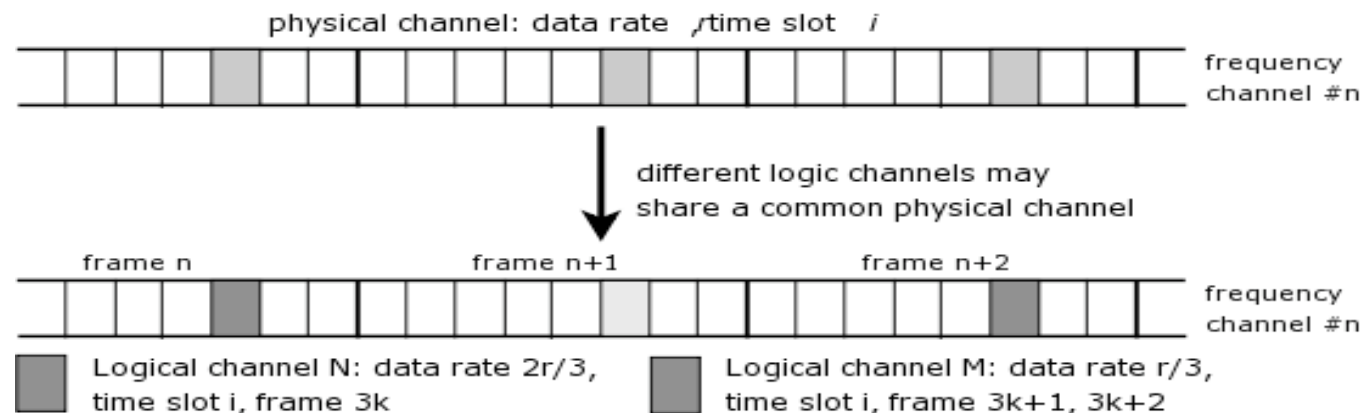 physical channel: data rate r,time slot i
frequency
channel #n
different logic channels may
share a common physical channel
frame n frame n+1 frame n+2
frequency
channel #n
Logical channel N: data rate 2r/3,
time slot i, frame 3k
Logical channel M: data rate r/3,
time slot i, frame 3k+1, 3k+2